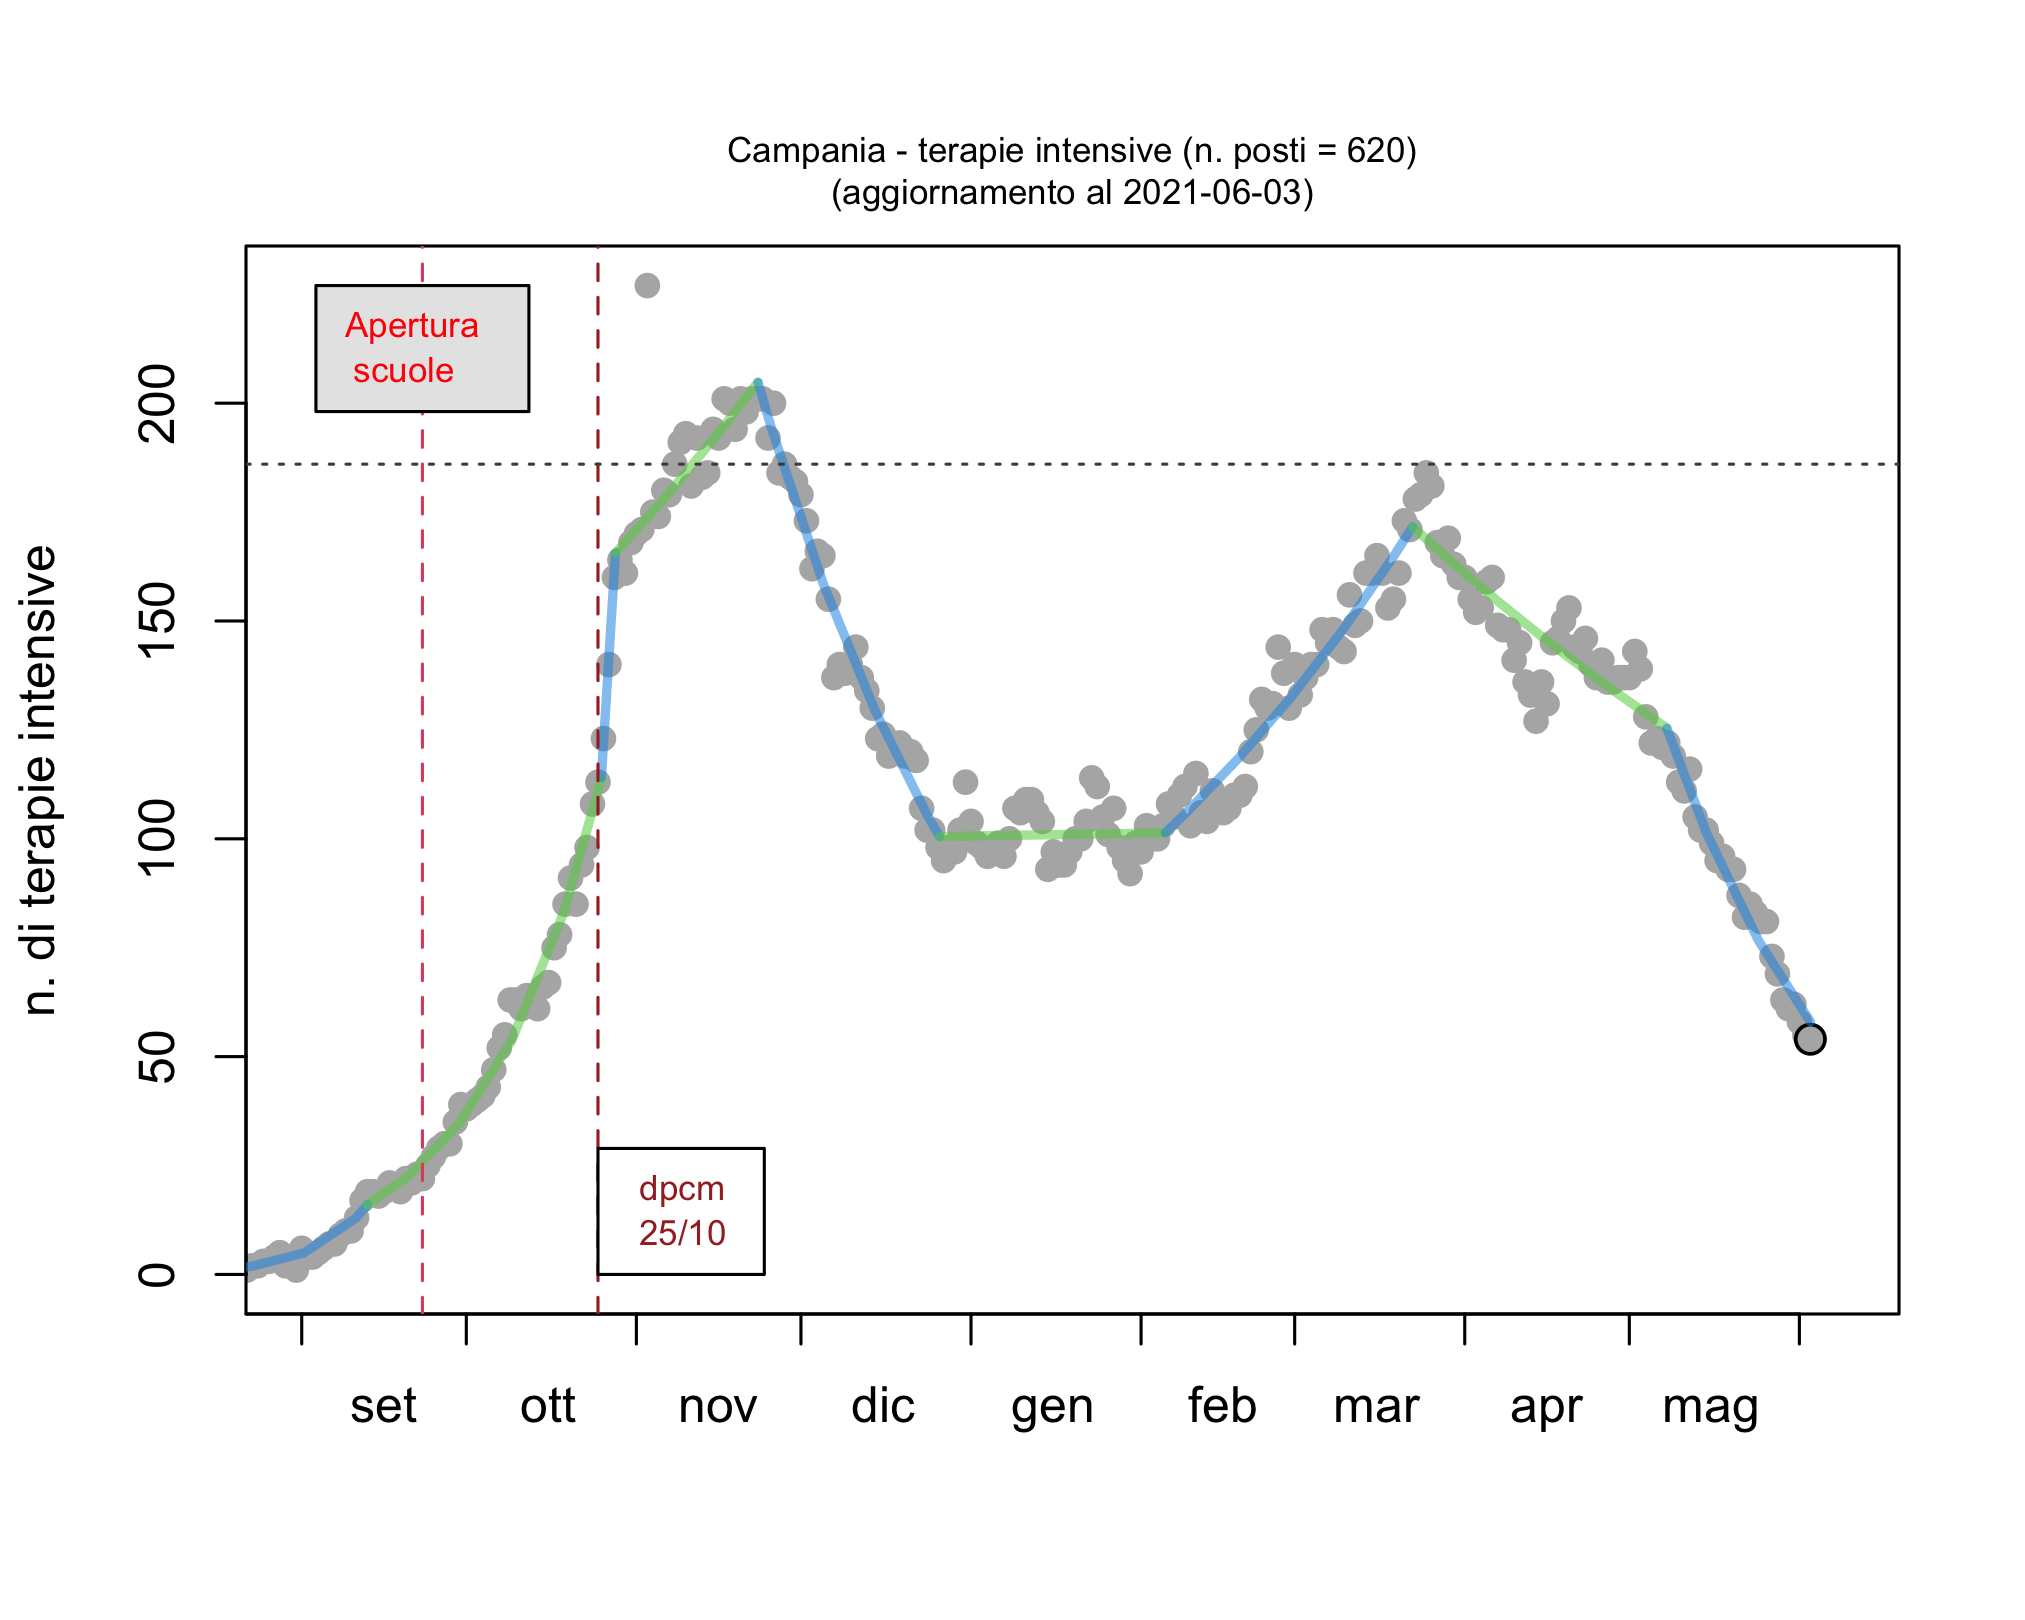 Campania - terapie intensive (n. posti = 620)
(aggiornamento al 2021-06-03)
Apertura
scuole
dpcm
25/10
n. di terapie intensive
200
150
100
50
0
set ott nov dic gen feb mar apr mag